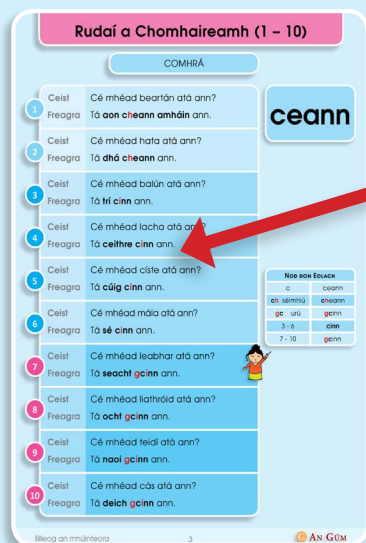 Rudaí a Chomhaireamh (1 – 10)
COMHRÁ
ceann
1 Ceist Cé mhéad beartán atá ann?
Freagra Tá aon cheann amháin ann.
2 Ceist Cé mhéad hata atá ann?
Freagra Tá dhá cheann ann.
3 Ceist Cé mhéad balún atá ann?
Freagra Tá trí cinn ann.
4 Ceist Cé mhéad lacha atá ann?
Freagra Tá ceithre cinn ann.
5 Ceist Cé mhéad císte atá ann?
Freagra Tá cúig cinn ann.
6 Ceist Cé mhéad mála atá ann?
Freagra Tá sé cinn ann.
7 Ceist Cé mhéad leabhar atá ann?
Freagra Tá seacht gcinn ann.
8 Ceist Cé mhéad liathróid atá ann?
Freagra Tá ocht gcinn ann.
9 Ceist Cé mhéad teidí atá ann?
Freagra Tá naoi gcinn ann.
10 Ceist Cé mhéad cás atá ann?
Freagra Tá deich gcinn ann.
NOD DON EOLACH
c ceann
ch séimhiú cheann
gc urú gcinn
3 - 6 cinn
7 - 10 gcinn
Bileog an mhúinteora 3 AN GÚM